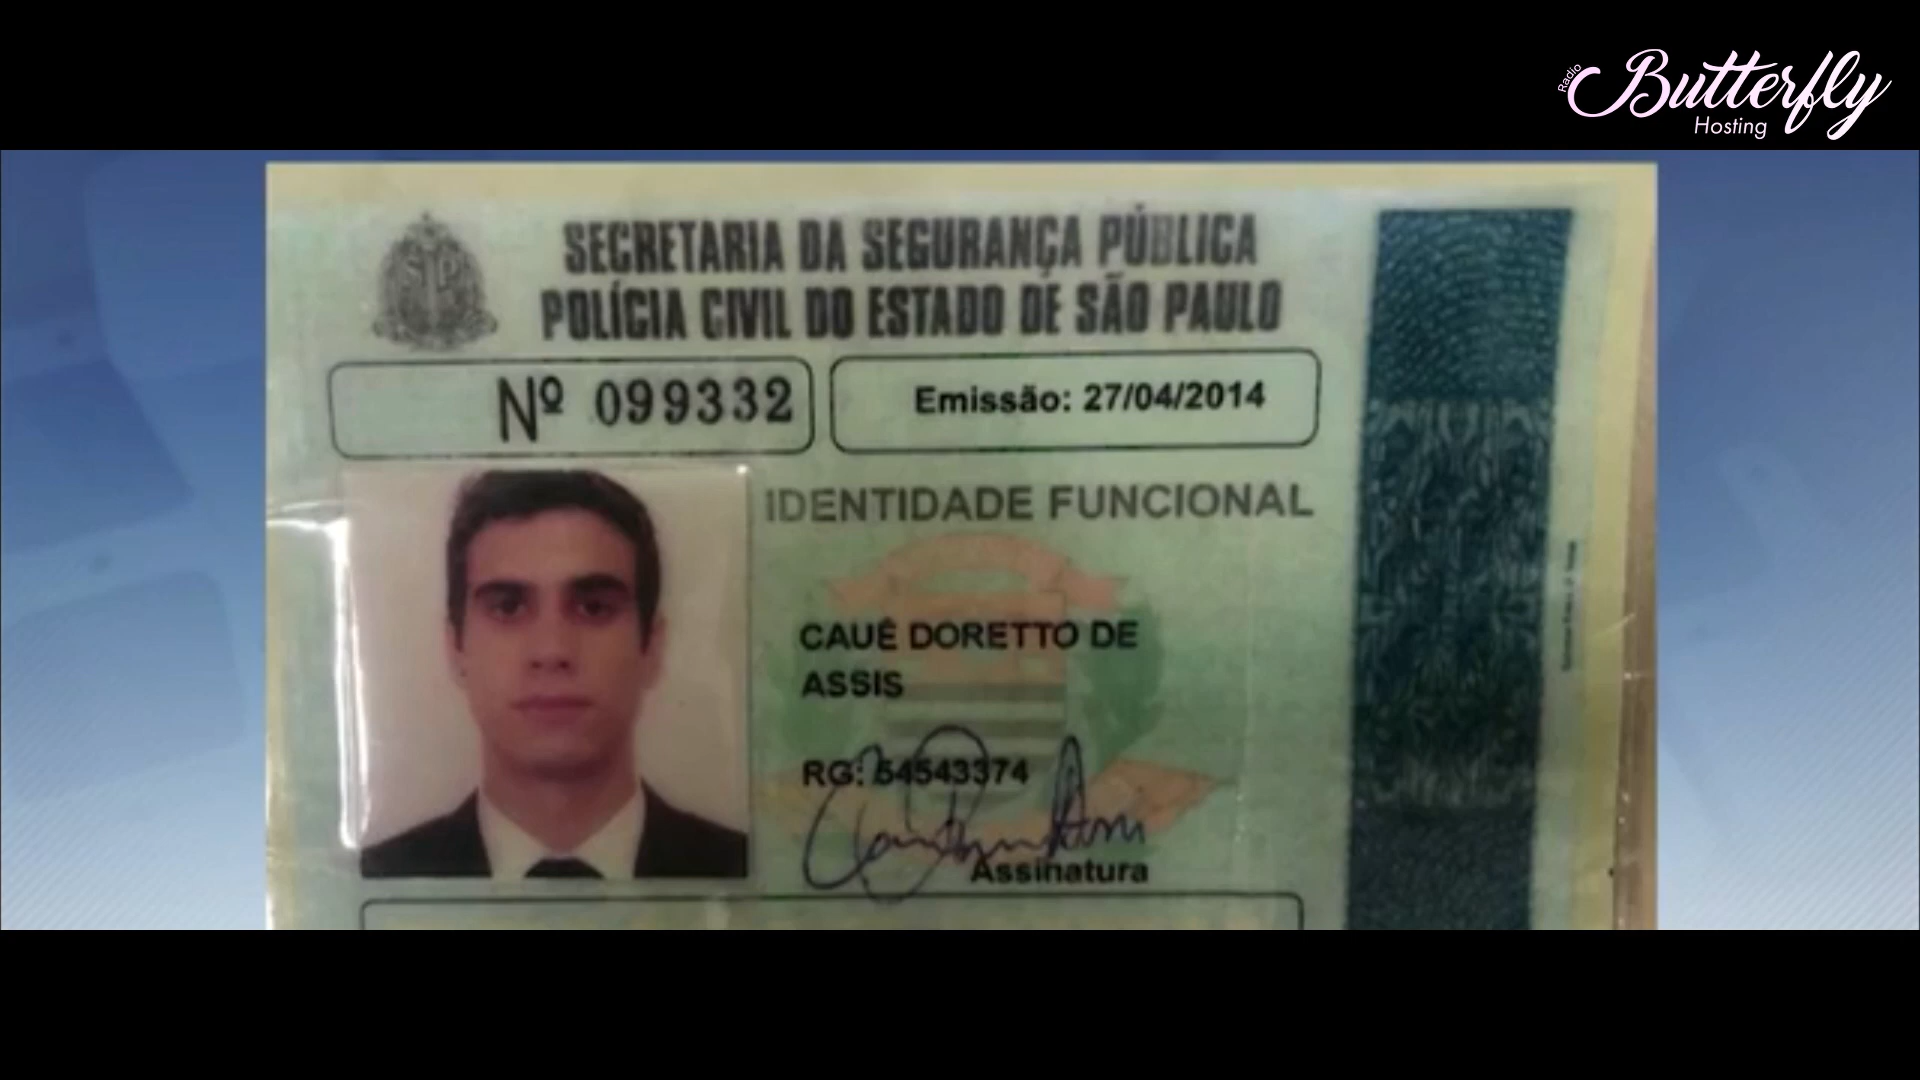 Radio
Butterfly
Hosting
SECRETARIA DA SEGURANÇA PÚBLICA
POLÍCIA CIVIL DO ESTADO DE SÃO PAULO
Nº 099332
Emissão: 27/04/2014
IDENTIDADE FUNCIONAL
CAUÊ DORETTO DE
ASSIS
RG: 54543374
Assinatura